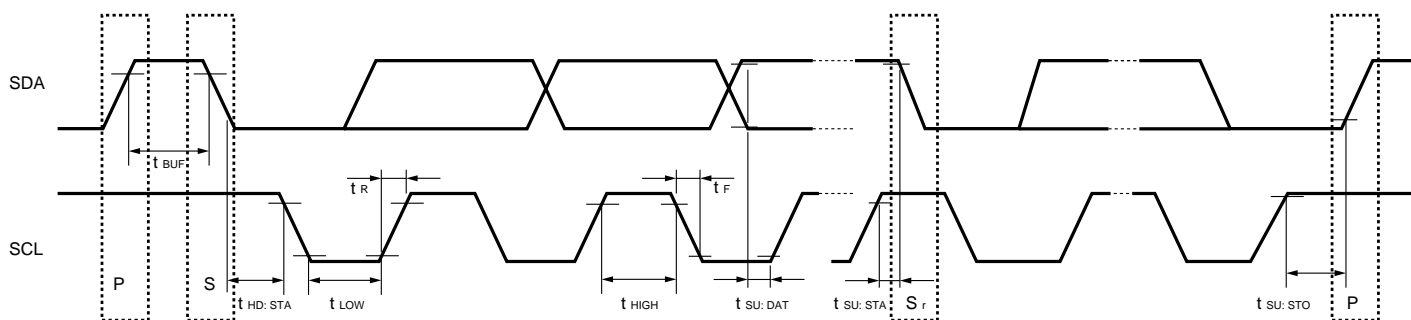 SDA
t BUF
t R
t F
SCL
P
S
t HD: STA
t LOW
t HIGH
t SU: DAT
t SU: STA
S r
t SU: STO
P